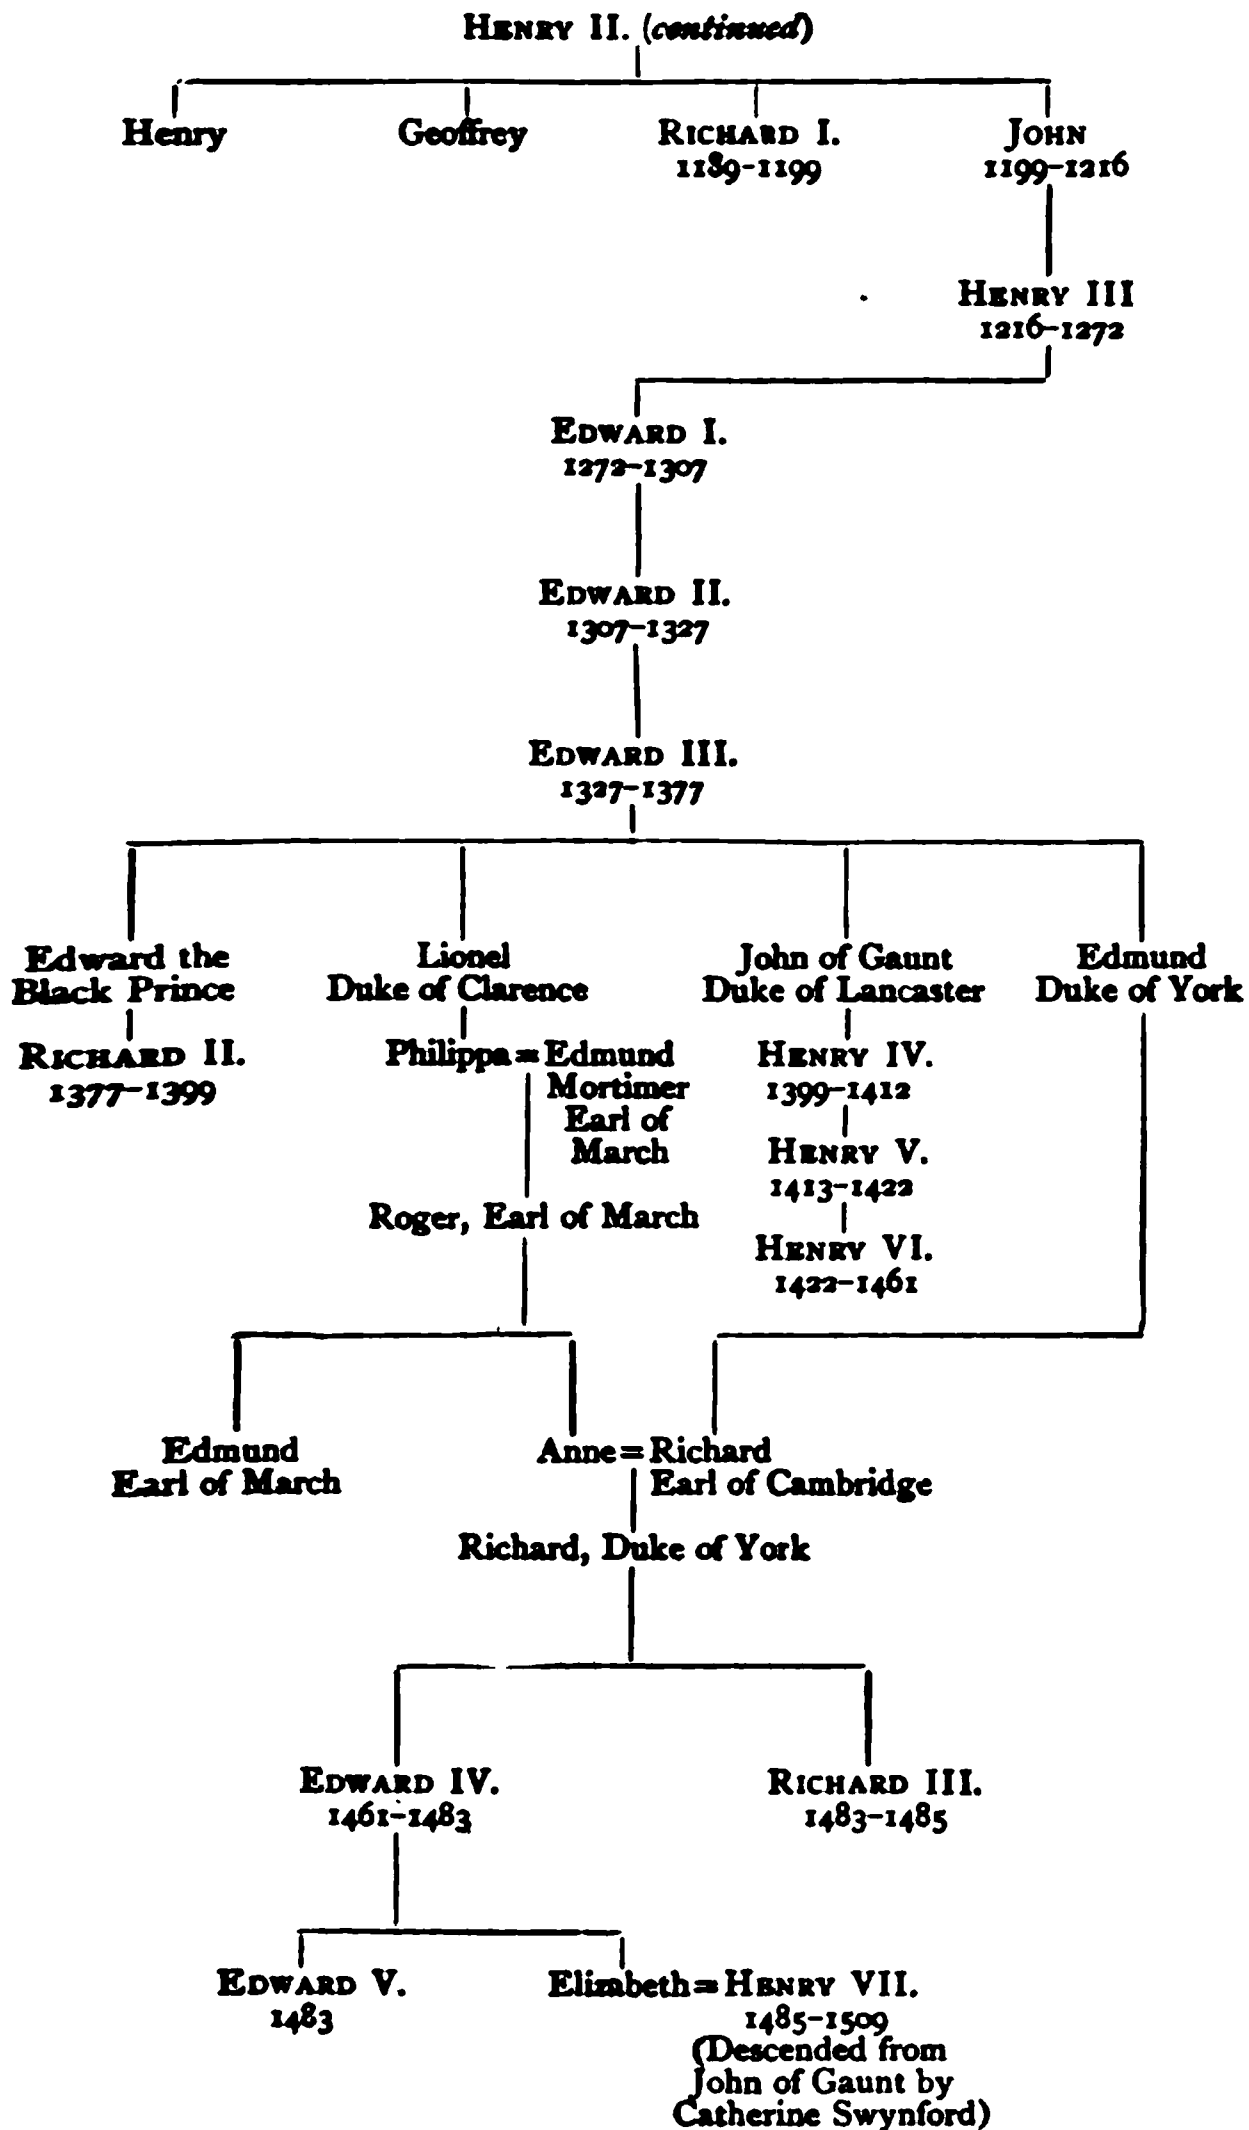 HENRY II. (continued)
Henry Geoffrey RICHARD I. JOHN
1189-1199 1199-1216
HENRY III
1216-1272
EDWARD I.
1272-1307
EDWARD II.
1307-1327
EDWARD III.
1327-1377
Edward the Lionel John of Gaunt Edmund
Black Prince Duke of Clarence Duke of Lancaster Duke of York
RICHARD II. Philippa = Edmund HENRY IV.
1377-1399 Mortimer 1399-1412
Earl of
March HENRY V.
1413-1422
Roger, Earl of March
HENRY VI.
1422-1461
Edmund Anne = Richard
Earl of March Earl of Cambridge
Richard, Duke of York
EDWARD IV. RICHARD III.
1461-1483 1483-1485
EDWARD V. Elizabeth = HENRY VII.
1483 1485-1509
(Descended from
John of Gaunt by
Catherine Swynford)